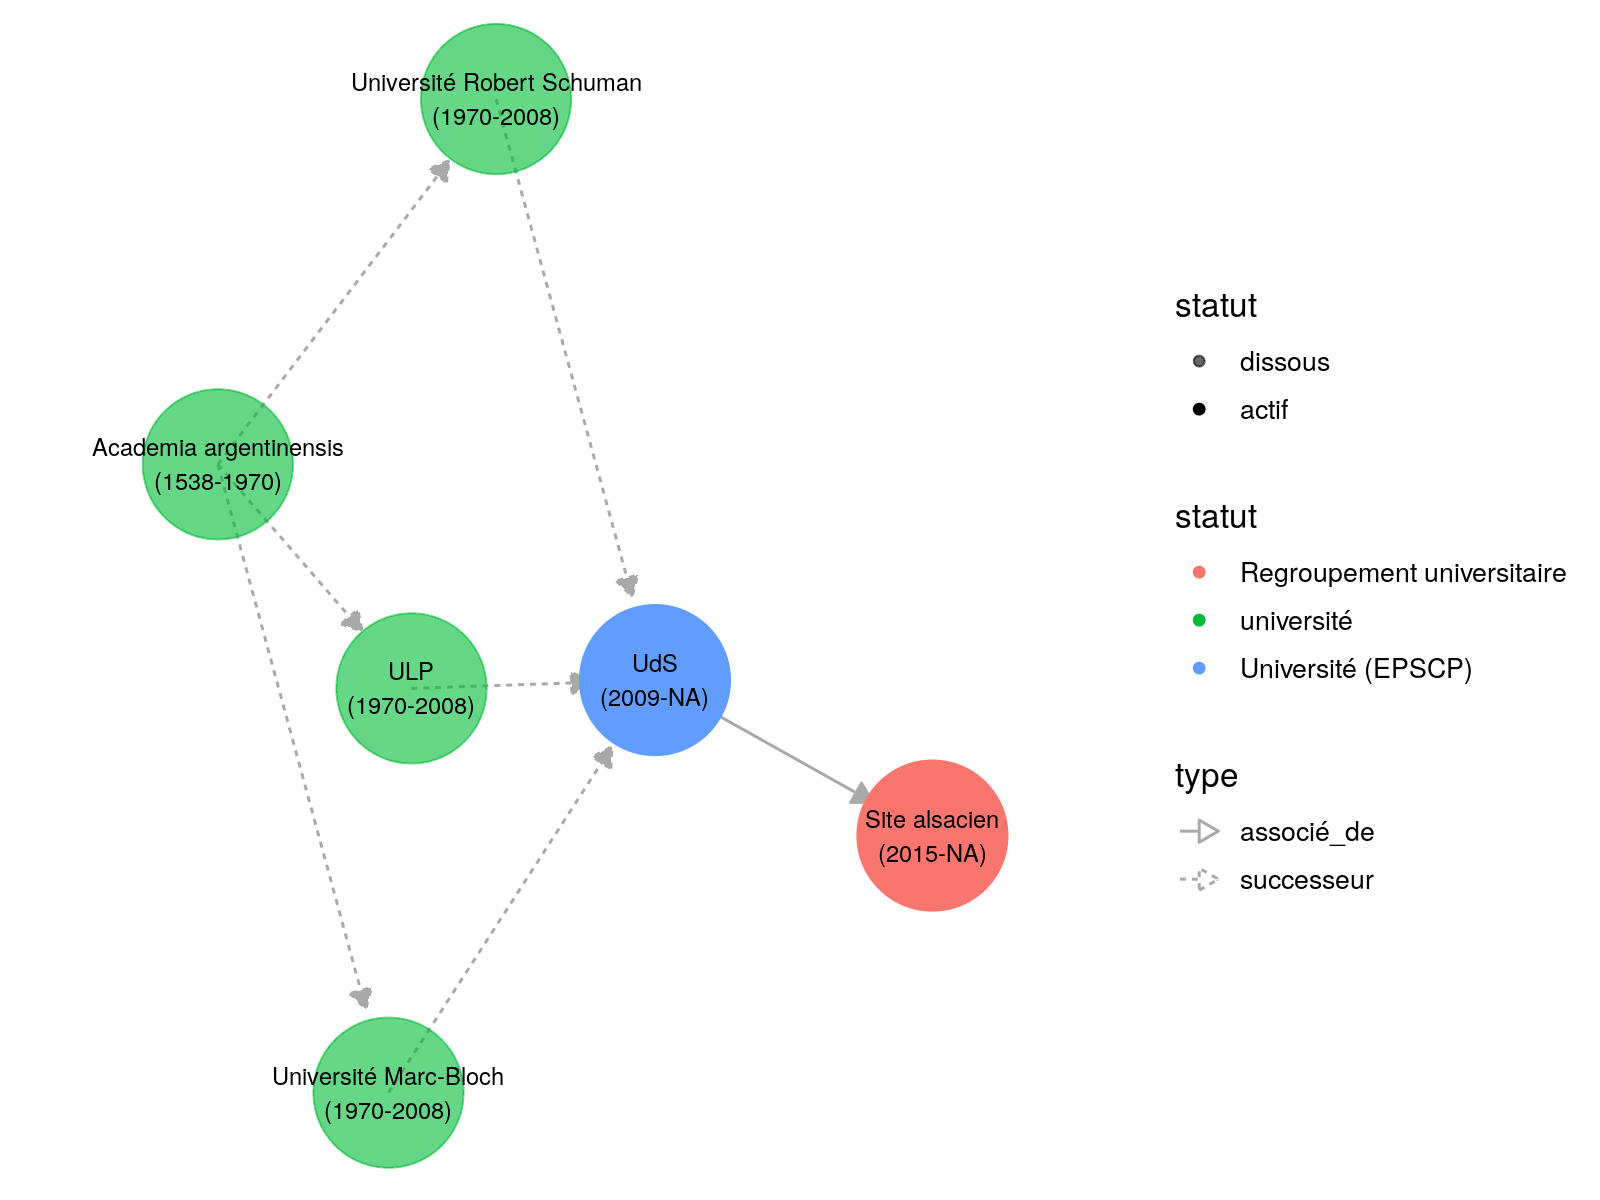 Université Robert Schuman
(1970-2008)
Academia argentinensis
(1538-1970)
ULP
(1970-2008)
UdS
(2009-NA)
Site alsacien
(2015-NA)
Université Marc-Bloch
(1970-2008)
statut
dissous
actif
statut
Regroupement universitaire
université
Université (EPSCP)
type
associé_de
successeur